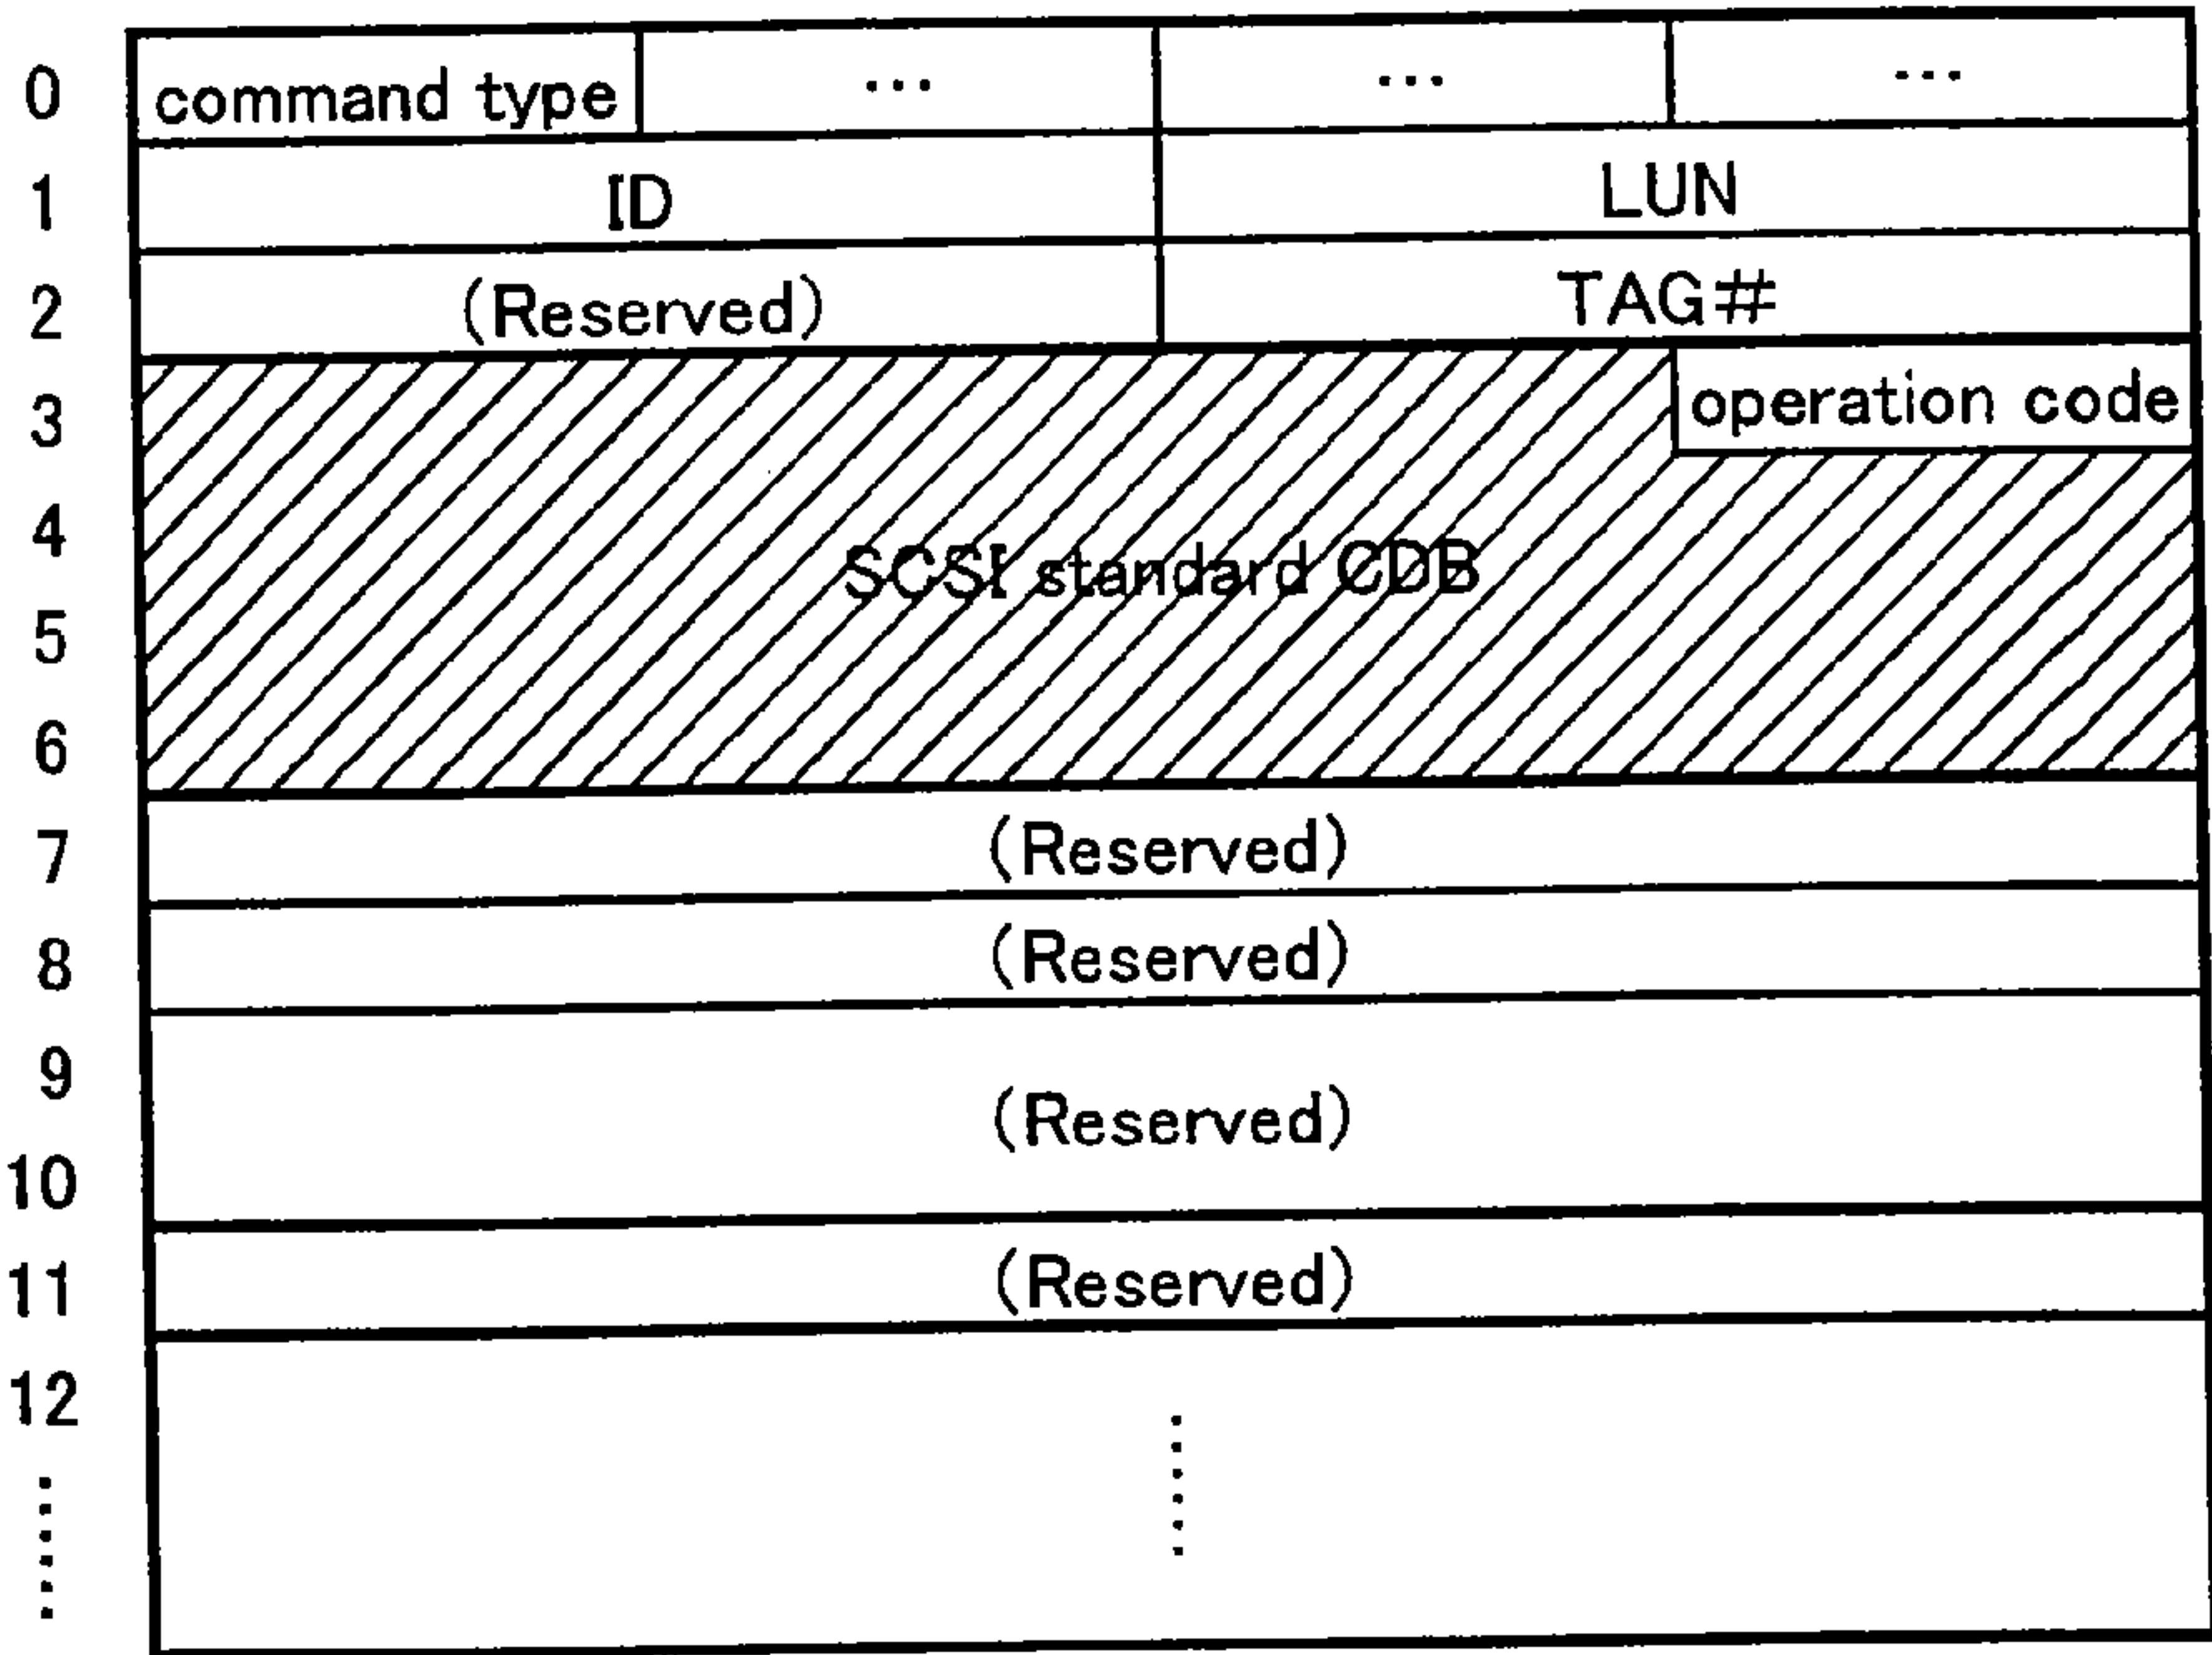 0 command type ... ... ...
1 ID LUN
2 (Reserved) TAG#
3 operation code
4
SCSI standard CDB
5
6
7 (Reserved)
8 (Reserved)
9
(Reserved)
10
11 (Reserved)
12